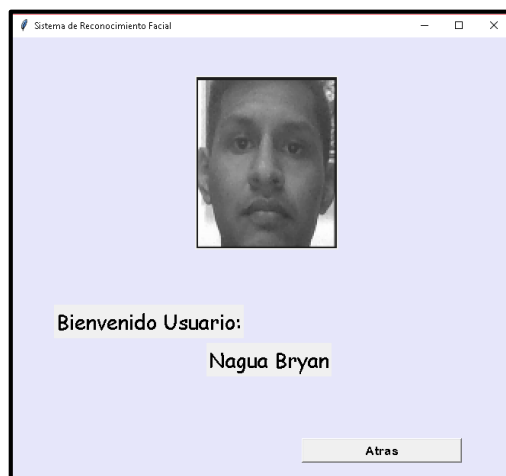 Sistema de Reconocimiento Facial
Bienvenido Usuario:
Nagua Bryan
Atras